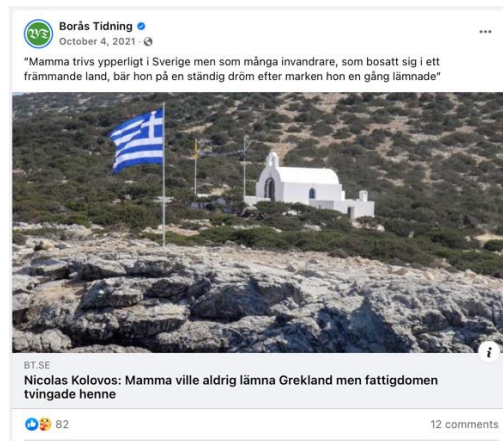 Borås Tidning
October 4, 2021 ·
"Mamma trivs ypperligt i Sverige men som många invandrare, som bosatt sig i ett
främmande land, bär hon på en ständig dröm efter marken hon en gång lämnade"
BT.SE
Nicolas Kolovos: Mamma ville aldrig lämna Grekland men fattigdomen
tvingade henne
82
12 comments